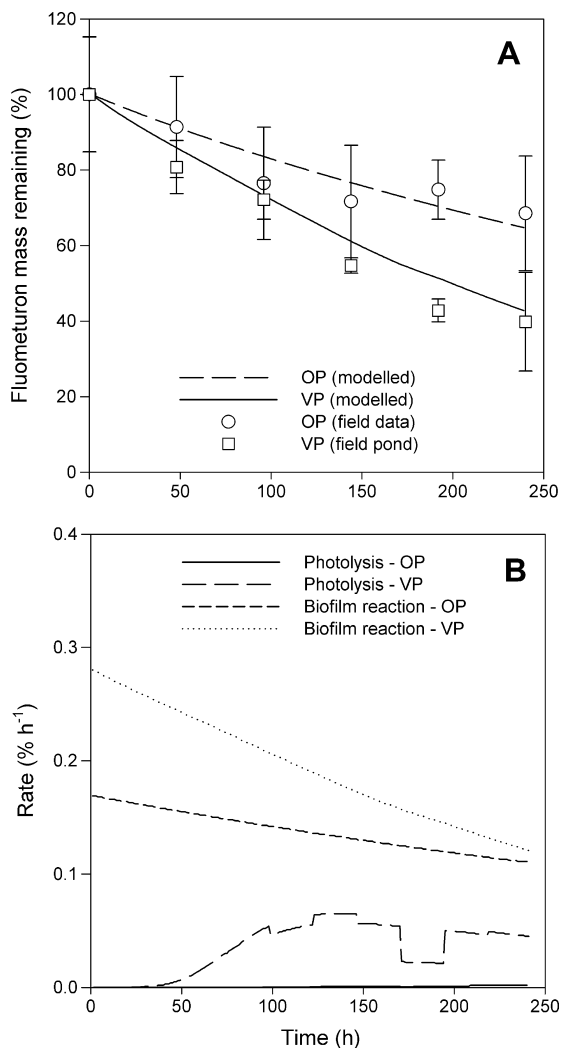 A
Fluometuron mass remaining (%)
120
100
80
60
40
20
0
OP (modelled)
VP (modelled)
OP (field data)
VP (field pond)
0 50 100 150 200 250
B
Rate (% h⁻¹)
0.4
0.3
0.2
0.1
0.0
Photolysis - OP
Photolysis - VP
Biofilm reaction - OP
Biofilm reaction - VP
0 50 100 150 200 250
Time (h)